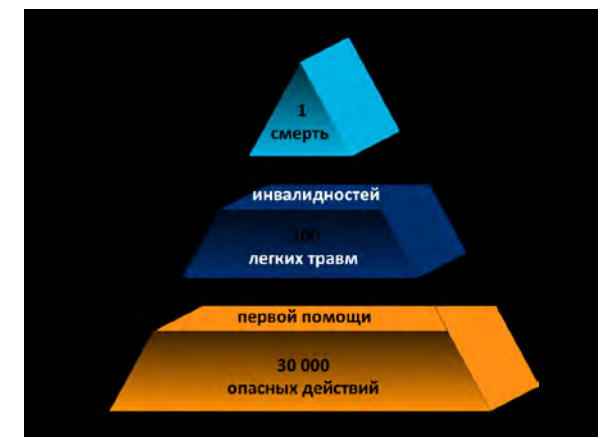 1
смерть
инвалидностей
легких травм
первой помощи
30 000
опасных действий